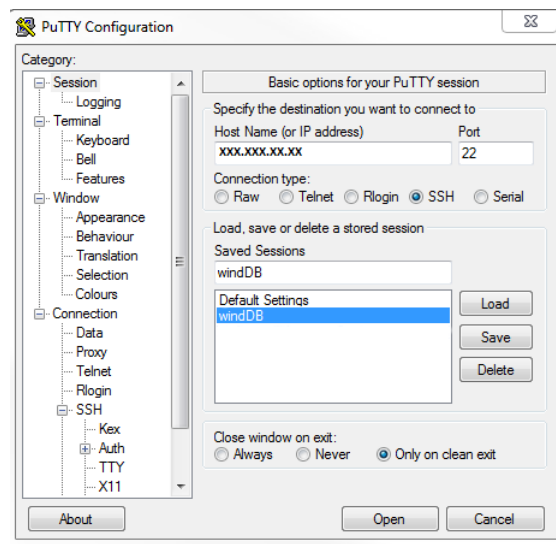 PuTTY Configuration
Category:
Session
Logging
Terminal
Keyboard
Bell
Features
Window
Appearance
Behaviour
Translation
Selection
Colours
Connection
Data
Proxy
Telnet
Rlogin
SSH
Kex
Auth
TTY
X11
Basic options for your PuTTY session
Specify the destination you want to connect to
Host Name (or IP address) Port
XXX.XXX.XX.XX 22
Connection type:
Raw Telnet Rlogin SSH Serial
Load, save or delete a stored session
Saved Sessions
windDB
Default Settings
windDB
Load
Save
Delete
Close window on exit:
Always Never Only on clean exit
About Open Cancel